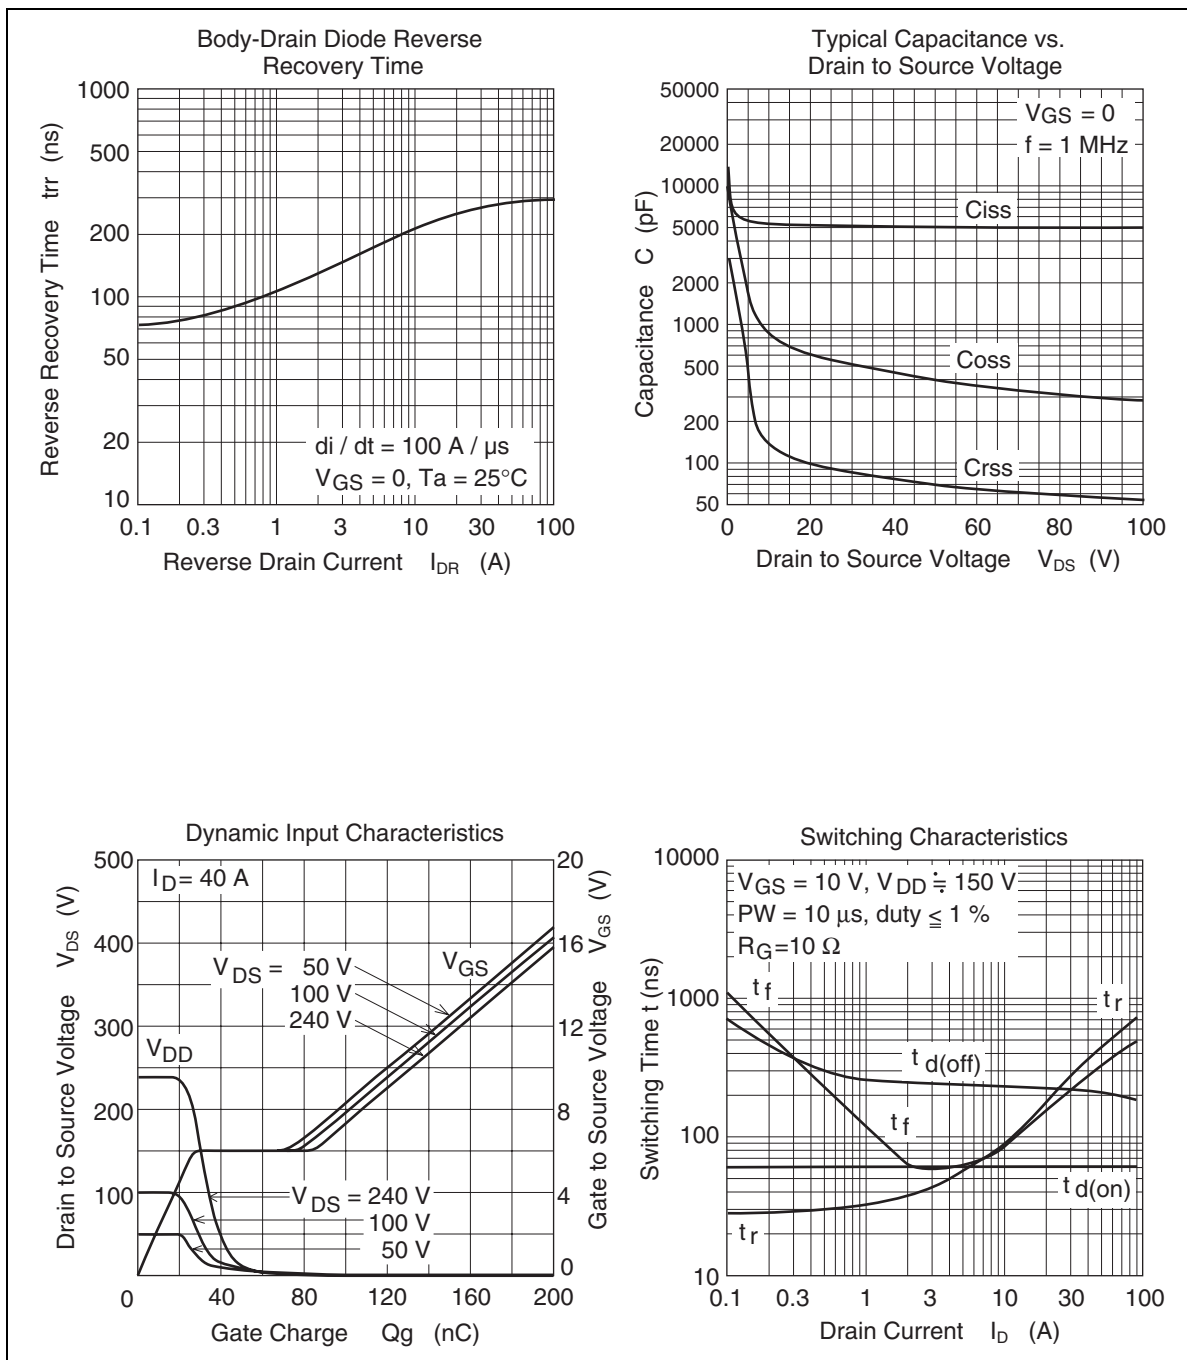 Body-Drain Diode Reverse
Recovery Time
Reverse Recovery Time trr (ns)
1000
500
200
100
50
20
10
di / dt = 100 A / µs
VGS = 0, Ta = 25°C
0.1 0.3 1 3 10 30 100
Reverse Drain Current IDR (A)
Typical Capacitance vs.
Drain to Source Voltage
Capacitance C (pF)
50000
20000
10000
5000
2000
1000
500
200
100
50
VGS = 0
f = 1 MHz
Ciss
Coss
Crss
0 20 40 60 80 100
Drain to Source Voltage VDS (V)
Dynamic Input Characteristics
Drain to Source Voltage VDS (V)
500
400
300
200
100
0
ID = 40 A
VDS = 50 V
100 V
240 V
VGS
VDD
VDS = 240 V
100 V
50 V
20
16
12
8
4
0
Gate to Source Voltage VGS (V)
40 80 120 160 200
Gate Charge Qg (nC)
Switching Characteristics
Switching Time t (ns)
10000
1000
100
10
VGS = 10 V, VDD ≒ 150 V
PW = 10 µs, duty ≦ 1 %
RG=10 Ω
tf
tr
td(off)
tf
td(on)
tr
0.1 0.3 1 3 10 30 100
Drain Current ID (A)